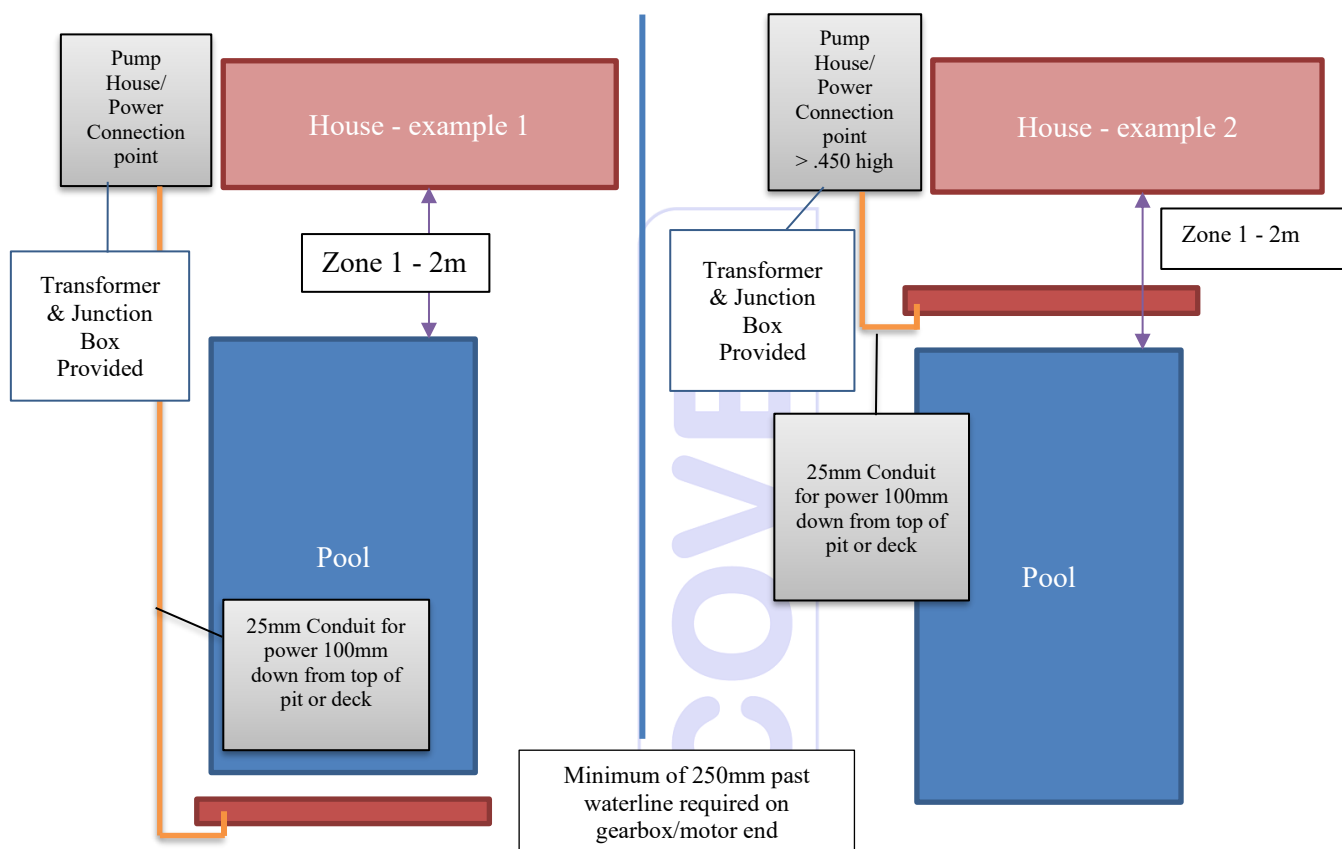 Pump
House/
Power
Connection
point
House - example 1
Transformer
& Junction
Box
Provided
Zone 1 - 2m
Pool
25mm Conduit for
power 100mm
down from top of
pit or deck
Minimum of 250mm past
waterline required on
gearbox/motor end
Pump
House/
Power
Connection
point
> .450 high
House - example 2
Zone 1 - 2m
Transformer
& Junction
Box
Provided
25mm Conduit
for power 100mm
down from top of
pit or deck
Pool
COVE